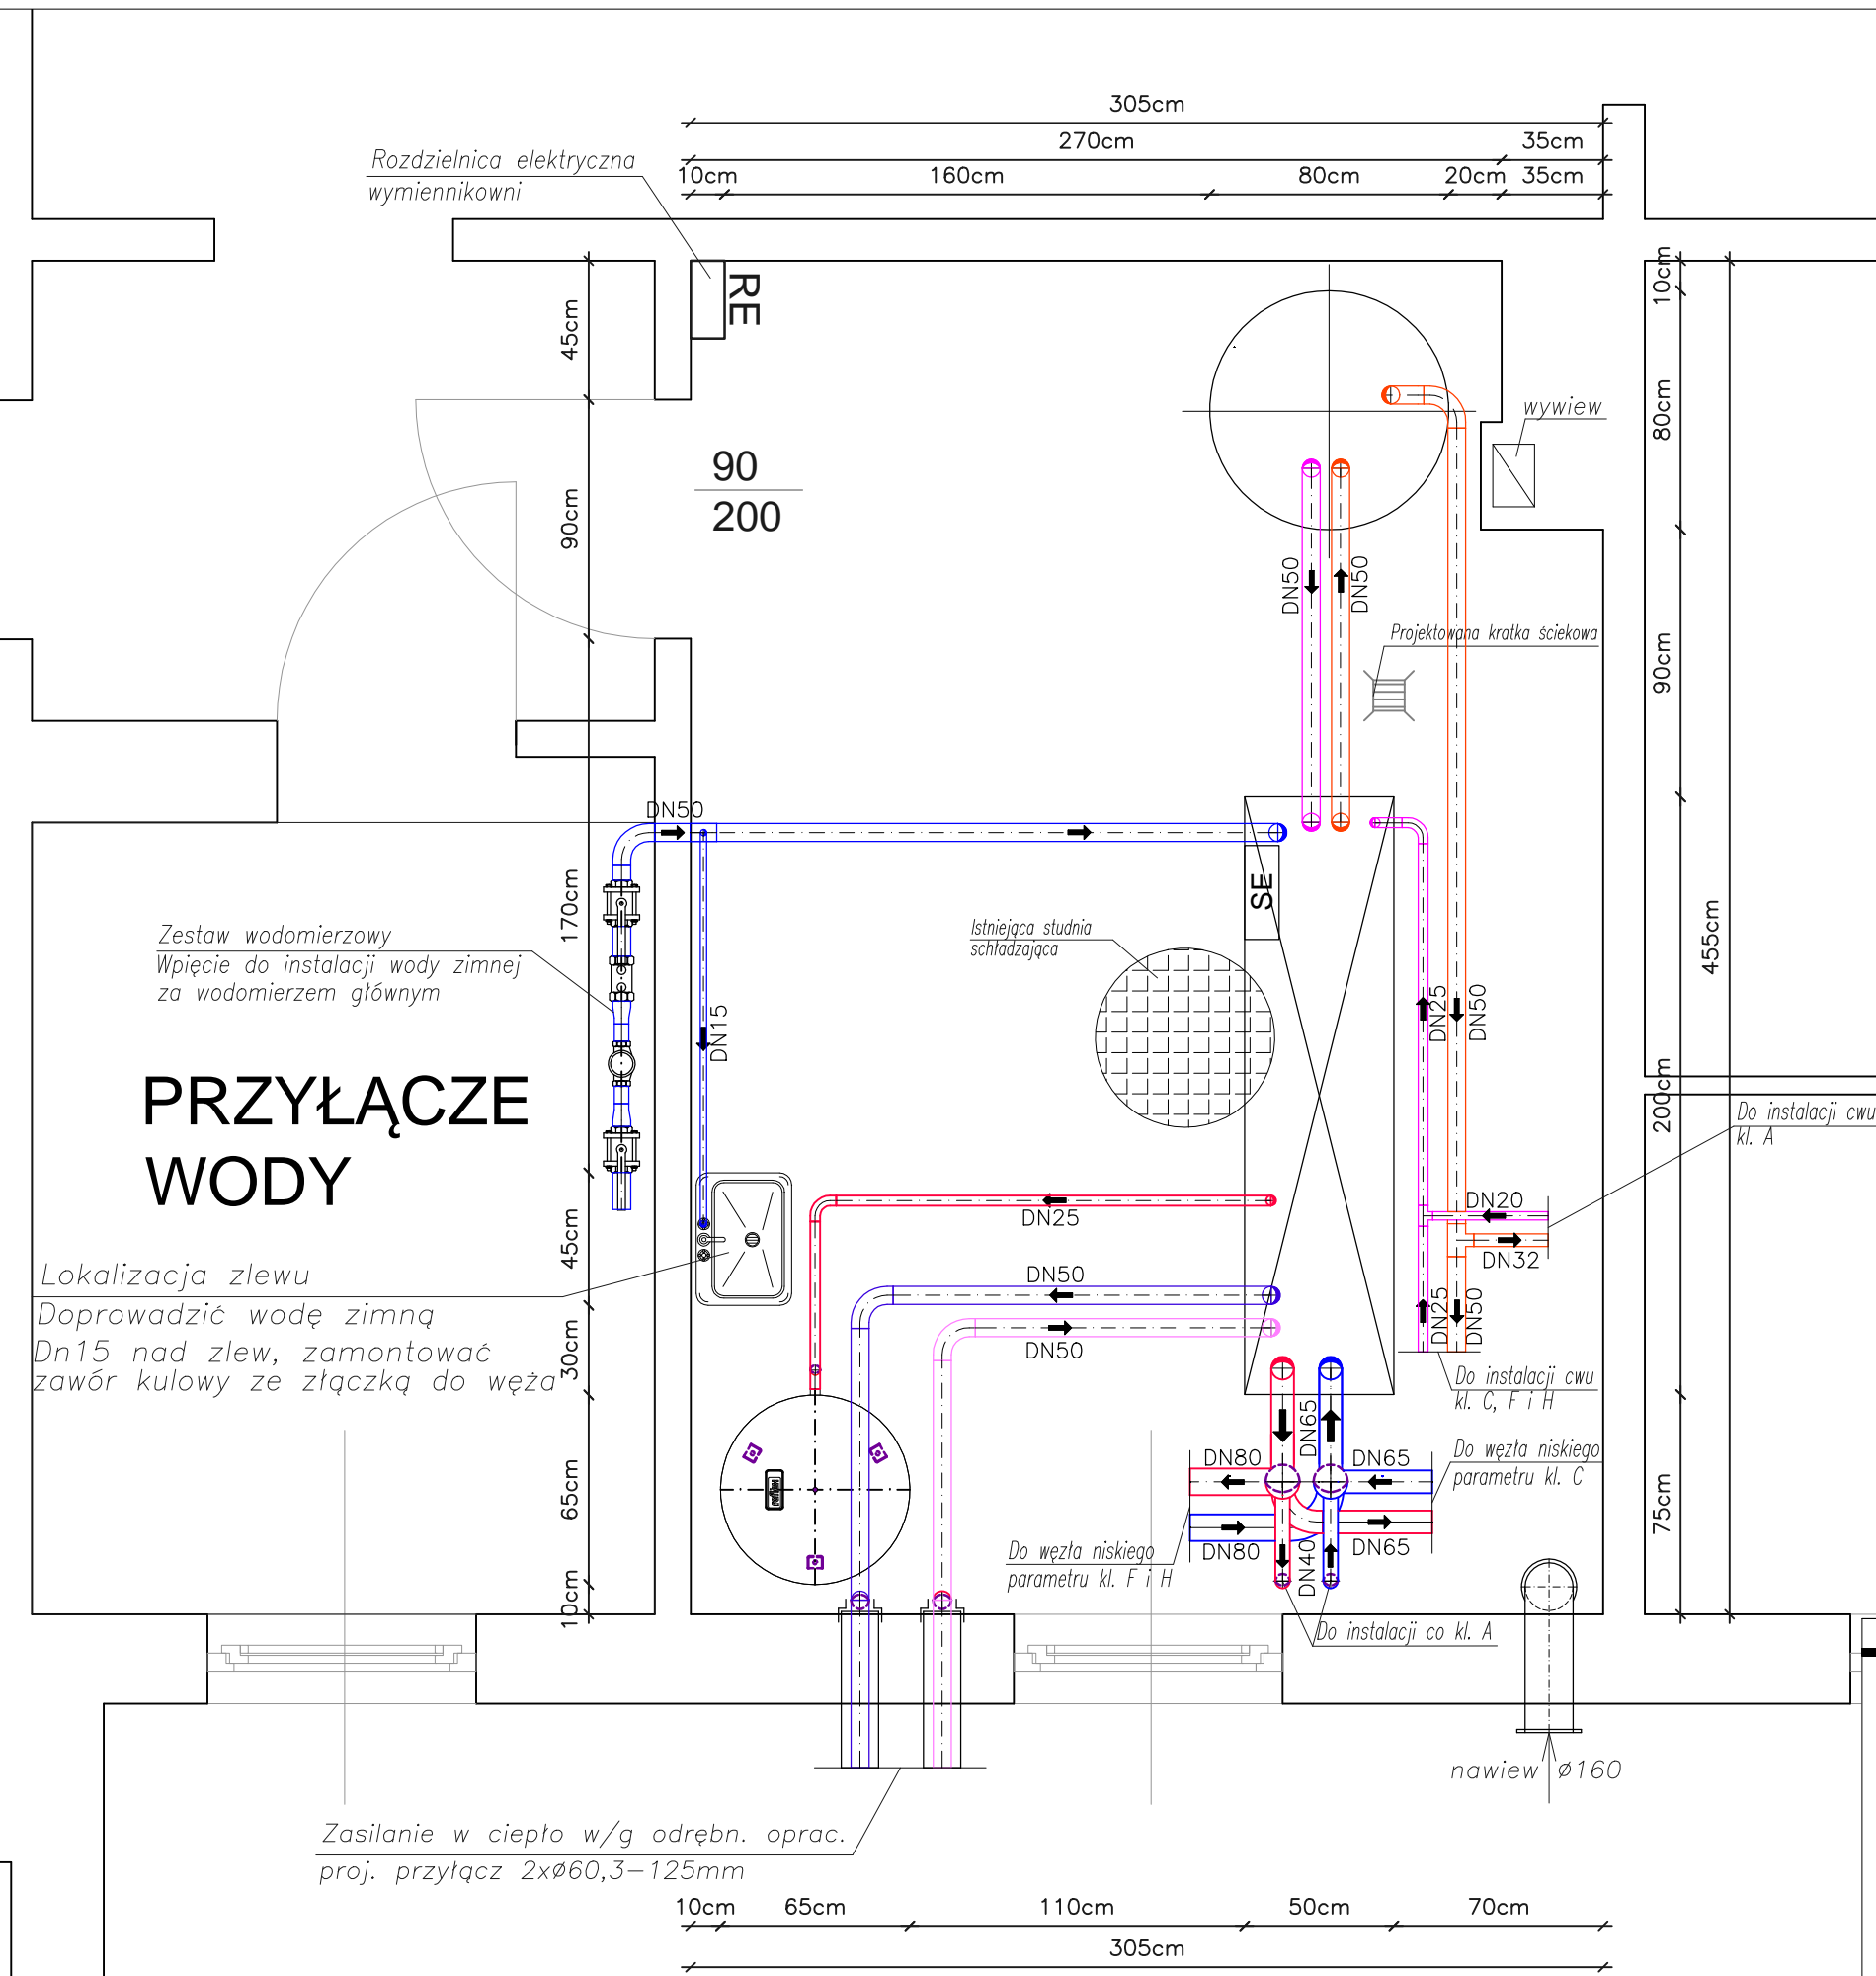 305cm
270cm
35cm
10cm
160cm
80cm
20cm
35cm
Rozdzielnica elektryczna
wymiennikowni
RE
45cm
10cm
80cm
wywiew
90
200
90cm
DN50
DN50
Projektowana kratka ściekowa
90cm
DN50
170cm
SE
Istniejąca studnia
schładzająca
Zestaw wodomierzowy
Wpięcie do instalacji wody zimnej
za wodomierzem głównym
DN15
DN25
DN50
455cm
200cm
PRZYŁĄCZE
WODY
Do instalacji cwu
kl. A
DN20
DN25
DN32
45cm
Lokalizacja zlewu
Doprowadzić wodę zimną
Dn15 nad zlew, zamontować
zawór kulowy ze złączką do węża
30cm
DN50
DN50
DN25
DN50
Do instalacji cwu
kl. C, F i H
DN65
DN80
DN65
Do węzła niskiego
parametru kl. C
65cm
75cm
DN80
DN65
DN40
Do węzła niskiego
parametru kl. F i H
10cm
Do instalacji co kl. A
nawiew ø160
Zasilanie w ciepło w/g odrębn. oprac.
proj. przyłącz 2xø60,3-125mm
10cm
65cm
110cm
50cm
70cm
305cm